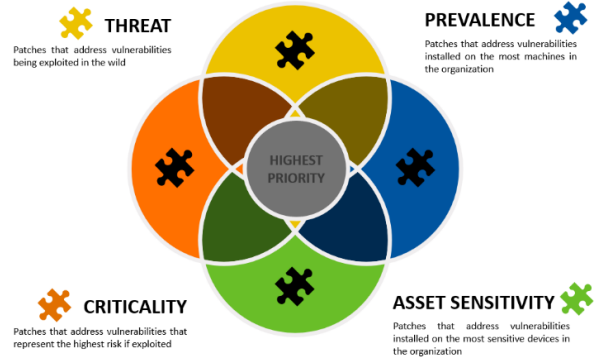 THREAT
Patches that address vulnerabilities
being exploited in the wild
PREVALENCE
Patches that address vulnerabilities
installed on the most machines in
the organization
HIGHEST
PRIORITY
CRITICALITY
Patches that address vulnerabilities that
represent the highest risk if exploited
ASSET SENSITIVITY
Patches that address vulnerabilities
installed on the most sensitive devices in
the organization